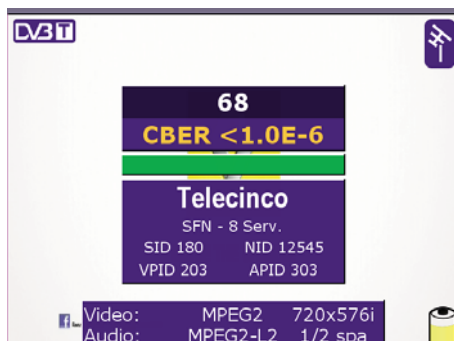 DVB T
68
CBER <1.0E-6
Telecinco
SFN - 8 Serv.
SID 180 NID 12545
VPID 203 APID 303
Video: MPEG2 720x576i
Audio: MPEG2-L2 1/2 spa